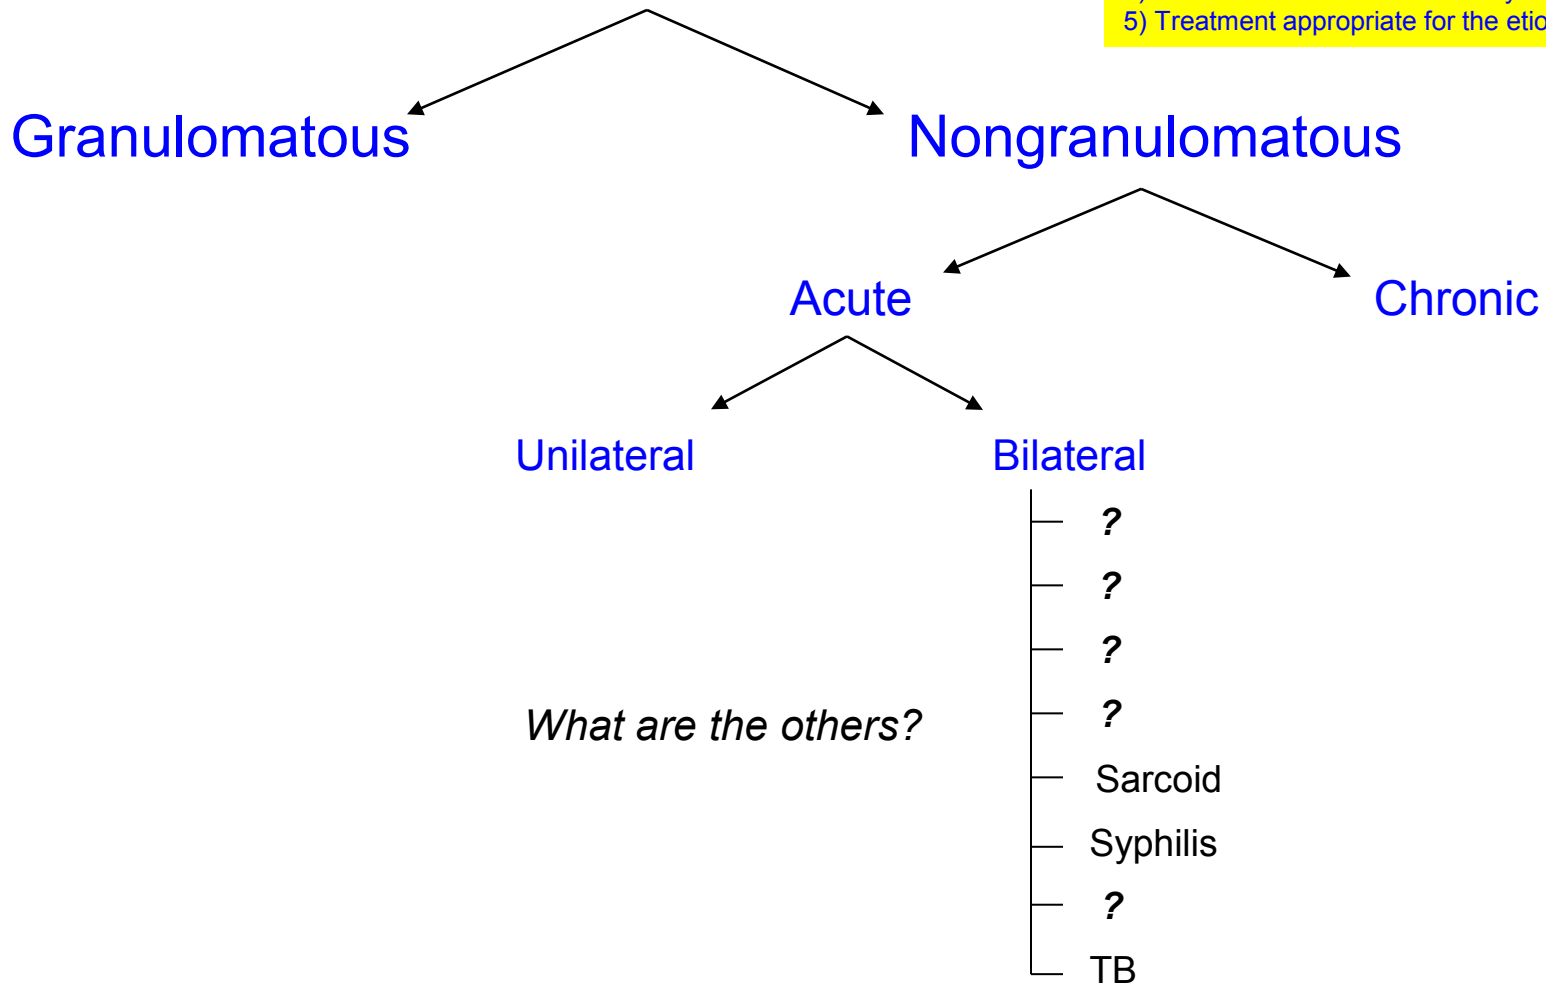 5) Treatment appropriate for the etio
Granulomatous
Nongranulomatous
Acute
Chronic
Unilateral
Bilateral
?
?
?
?
What are the others?
Sarcoid
Syphilis
?
TB